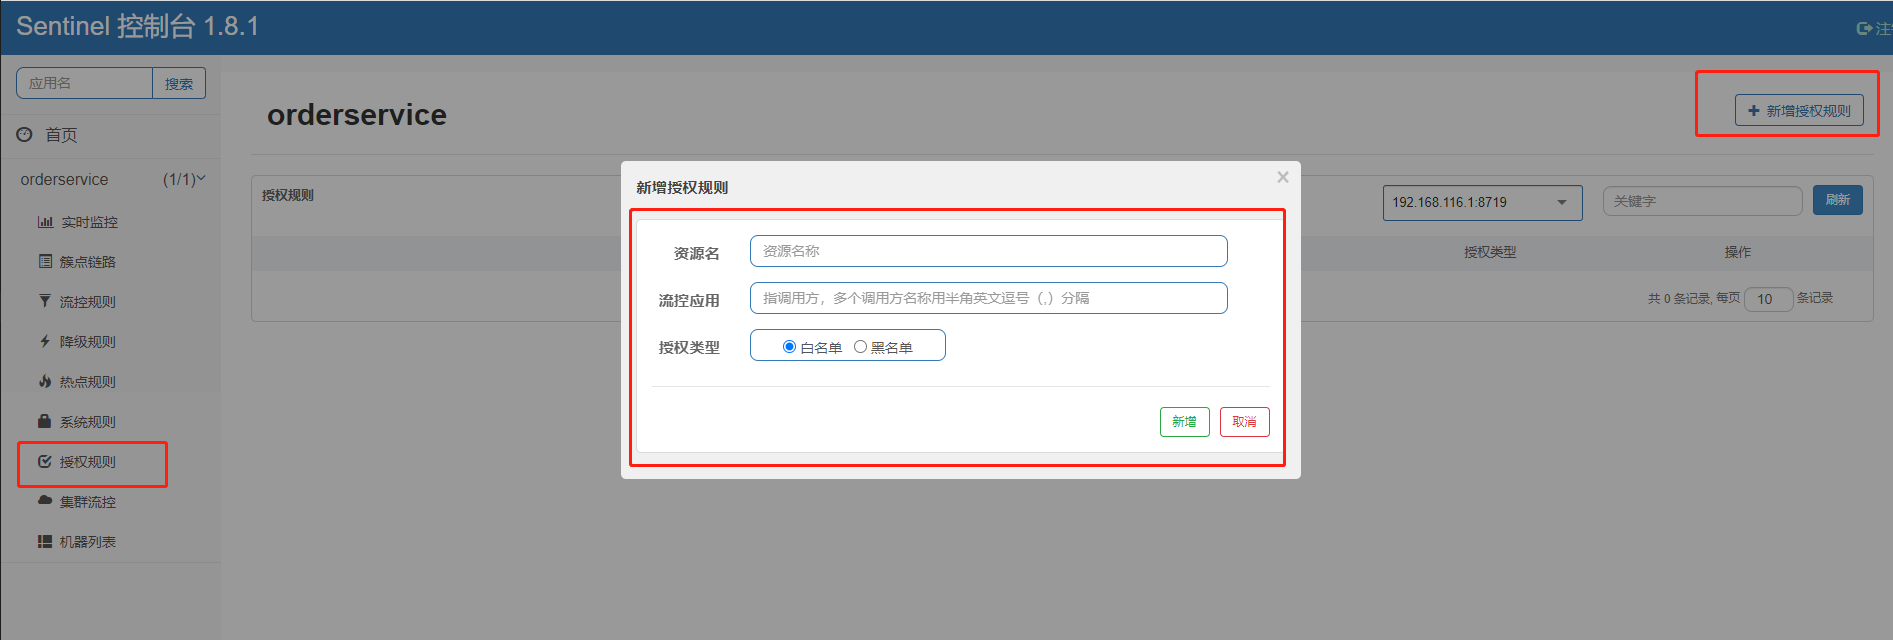 Sentinel 控制台 1.8.1
注
应用名
搜索
首页
orderservice (1/1)
实时监控
簇点链路
流控规则
降级规则
热点规则
系统规则
授权规则
集群流控
机器列表
orderservice
新增授权规则
授权规则
192.168.116.1:8719
关键字
刷新
授权类型
操作
共 0 条记录, 每页 10 条记录
新增授权规则
×
资源名 资源名称
流控应用 指调用方，多个调用方名称用半角英文逗号（,）分隔
授权类型 白名单 黑名单
新增
取消